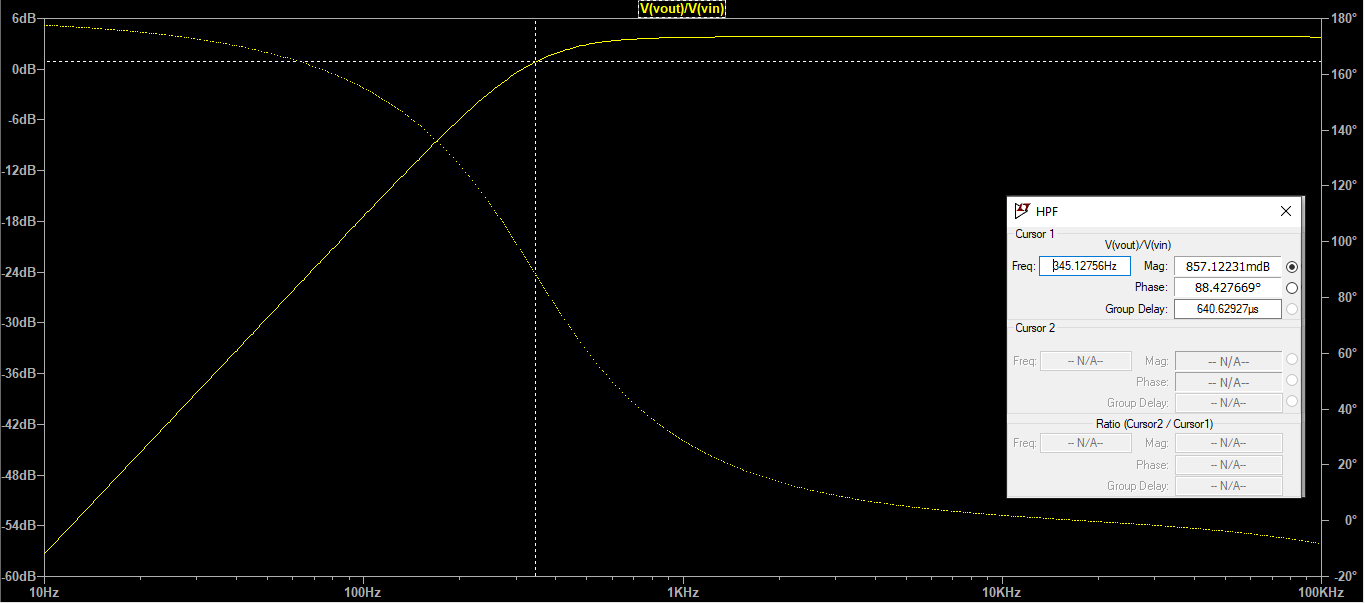 V(vout)/V(vin)
6dB
0dB
-6dB
-12dB
-18dB
-24dB
-30dB
-36dB
-42dB
-48dB
-54dB
-60dB
180°
160°
140°
120°
100°
80°
60°
40°
20°
0°
-20°
10Hz 100Hz 1KHz 10KHz 100KHz
HPF
Cursor 1
V(vout)/V(vin)
Freq: 345.12756Hz Mag: 857.12231mdB
Phase: 88.427669°
Group Delay: 640.62927µs
Cursor 2
Freq: -- N/A-- Mag: -- N/A--
Phase: -- N/A--
Group Delay: -- N/A--
Ratio (Cursor2 / Cursor1)
Freq: -- N/A-- Mag: -- N/A--
Phase: -- N/A--
Group Delay: -- N/A--